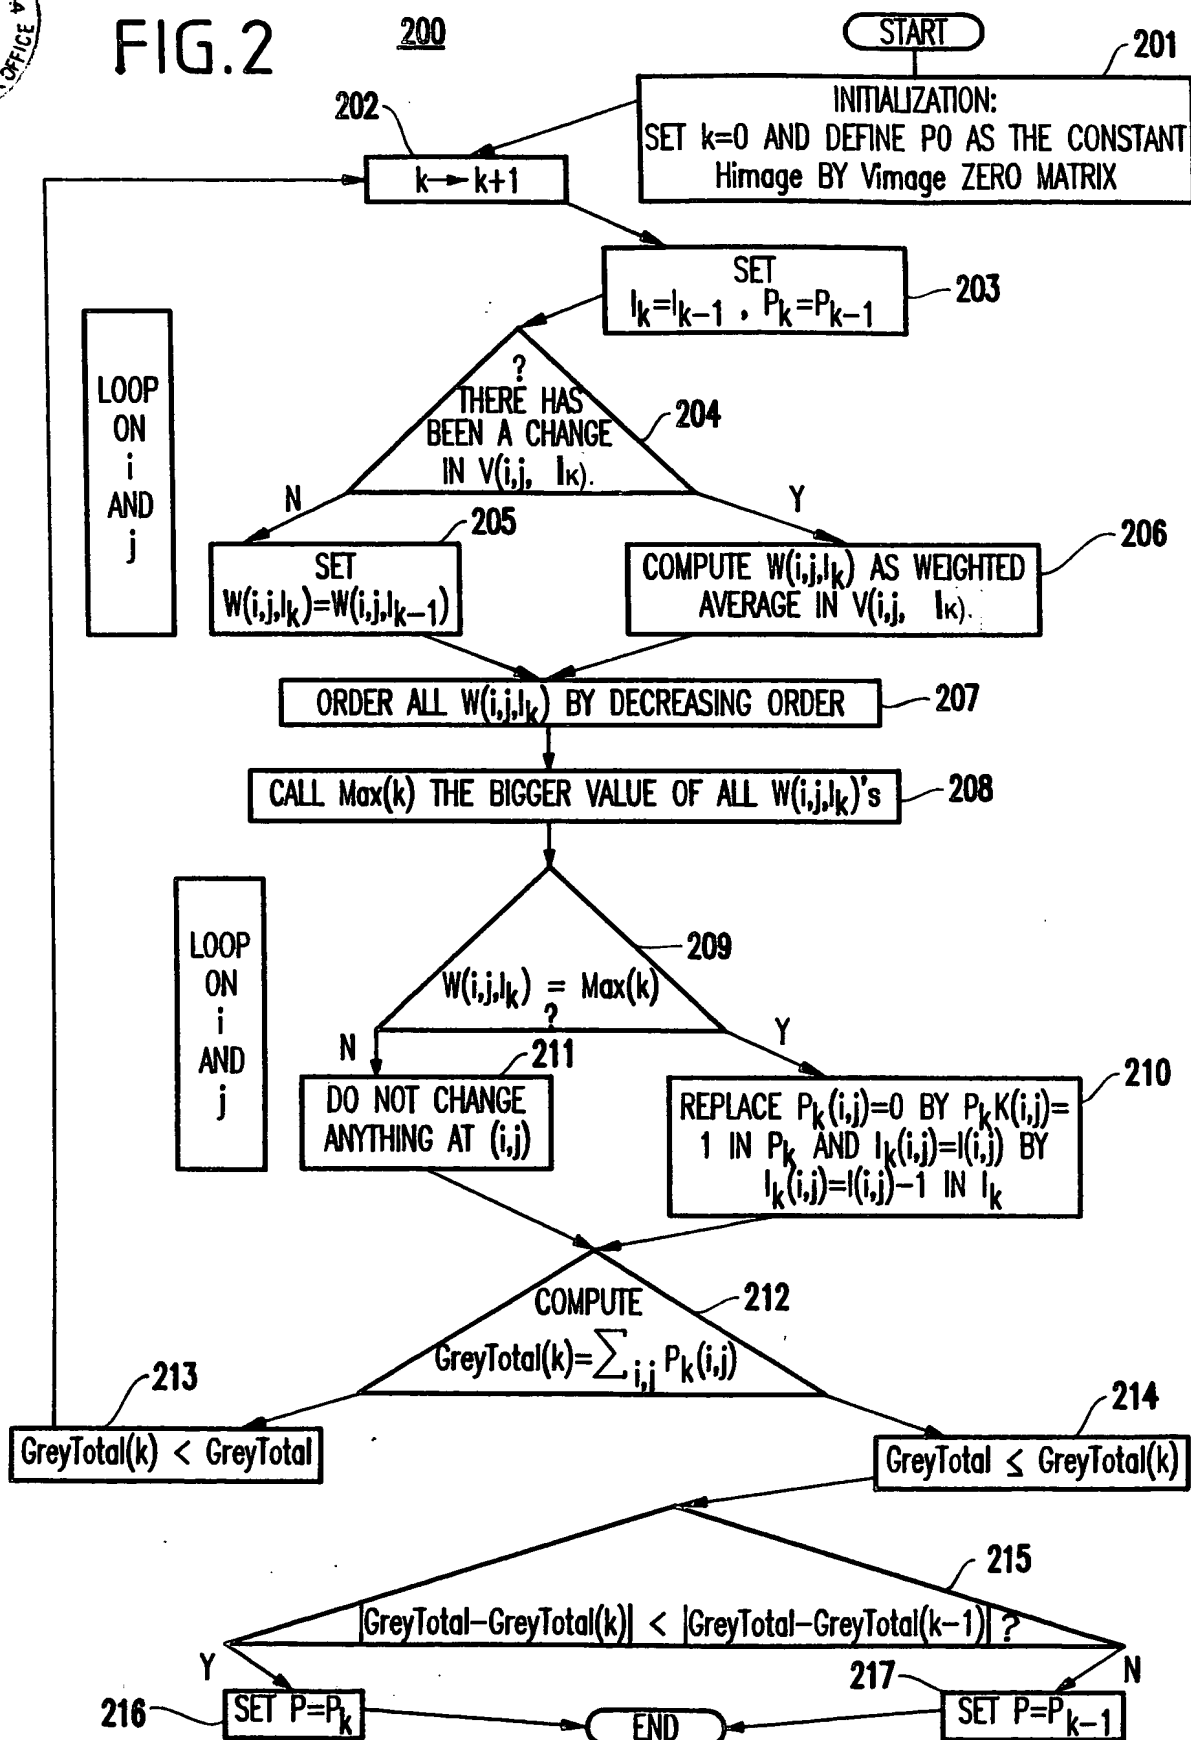 OFFICE
FIG.2
200
START
201
INITIALIZATION:
SET k=0 AND DEFINE P0 AS THE CONSTANT
Himage BY Vimage ZERO MATRIX
202
k→k+1
SET
Ik=Ik-1 , Pk=Pk-1
203
LOOP
ON
i
AND
j
?
THERE HAS
BEEN A CHANGE
IN V(i,j, Ik).
204
N
Y
205
SET
W(i,j,Ik)=W(i,j,Ik-1)
206
COMPUTE W(i,j,Ik) AS WEIGHTED
AVERAGE IN V(i,j, Ik).
ORDER ALL W(i,j,Ik) BY DECREASING ORDER
207
CALL Max(k) THE BIGGER VALUE OF ALL W(i,j,Ik)'s
208
LOOP
ON
i
AND
j
209
W(i,j,Ik) = Max(k)
?
N
Y
211
DO NOT CHANGE
ANYTHING AT (i,j)
210
REPLACE Pk(i,j)=0 BY PkK(i,j)=
1 IN Pk AND Ik(i,j)=I(i,j) BY
Ik(i,j)=I(i,j)-1 IN Ik
212
COMPUTE
GreyTotal(k)=∑i,j Pk(i,j)
213
GreyTotal(k) < GreyTotal
214
GreyTotal ≤ GreyTotal(k)
215
|GreyTotal-GreyTotal(k)| < |GreyTotal-GreyTotal(k-1)| ?
Y
N
216
SET P=Pk
END
217
SET P=Pk-1